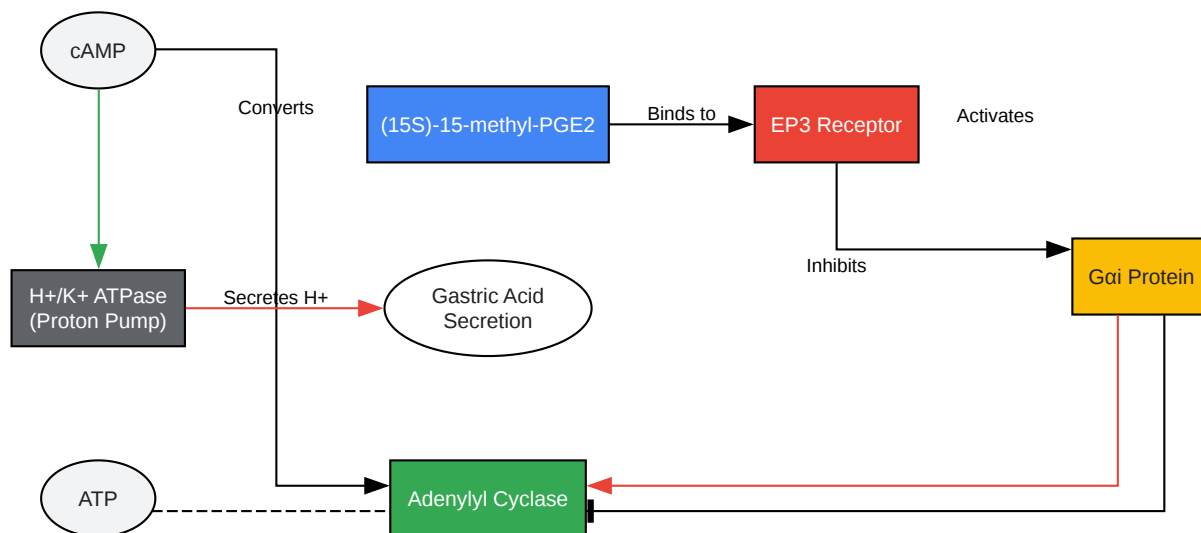 cAMP
Converts
(15S)-15-methyl-PGE2
Binds to
EP3 Receptor
Activates
Inhibits
Gαi Protein
H+/K+ ATPase
(Proton Pump)
Secretes H+
Gastric Acid
Secretion
ATP
Adenylyl Cyclase